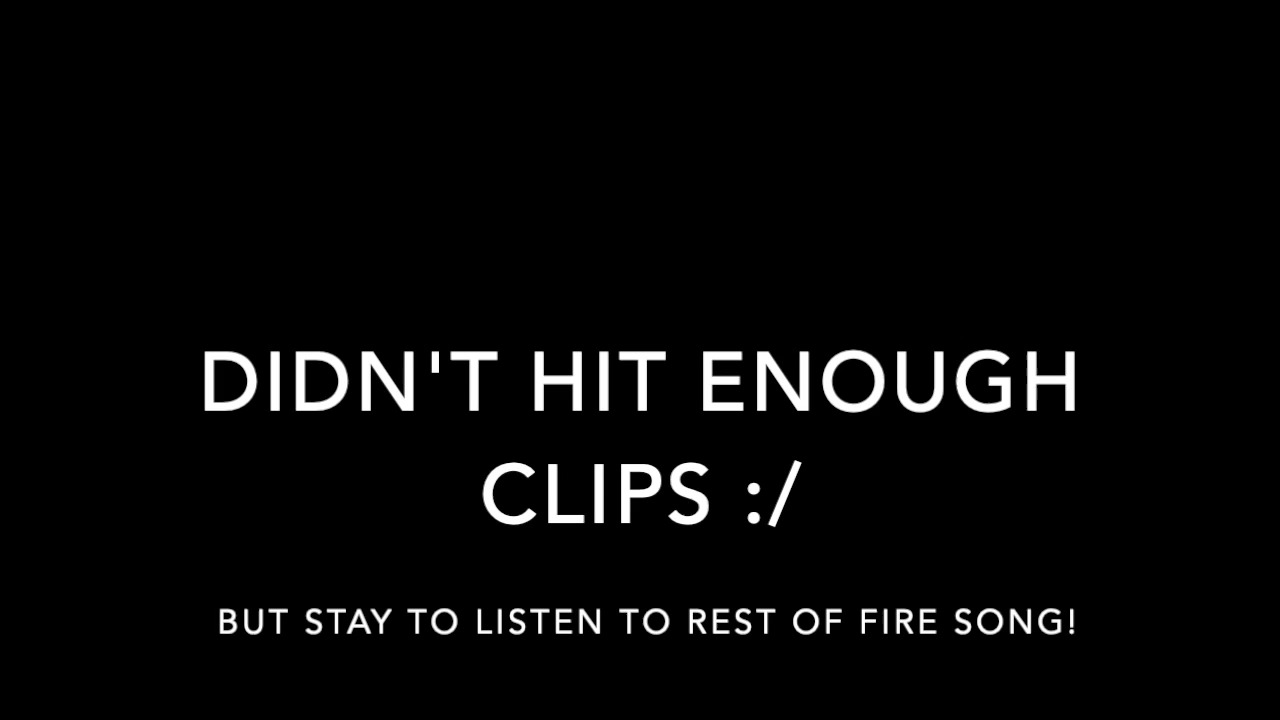 DIDN'T HIT ENOUGH
CLIPS :/
BUT STAY TO LISTEN TO REST OF FIRE SONG!